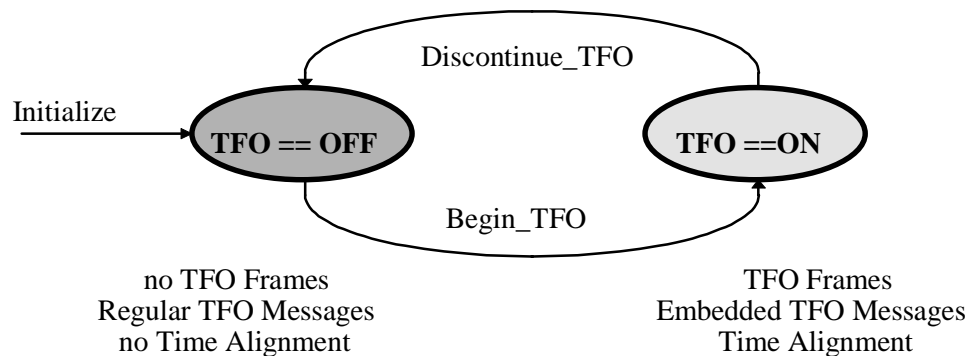 Discontinue_TFO
Initialize
TFO == OFF
TFO ==ON
Begin_TFO
no TFO Frames
Regular TFO Messages
no Time Alignment
TFO Frames
Embedded TFO Messages
Time Alignment